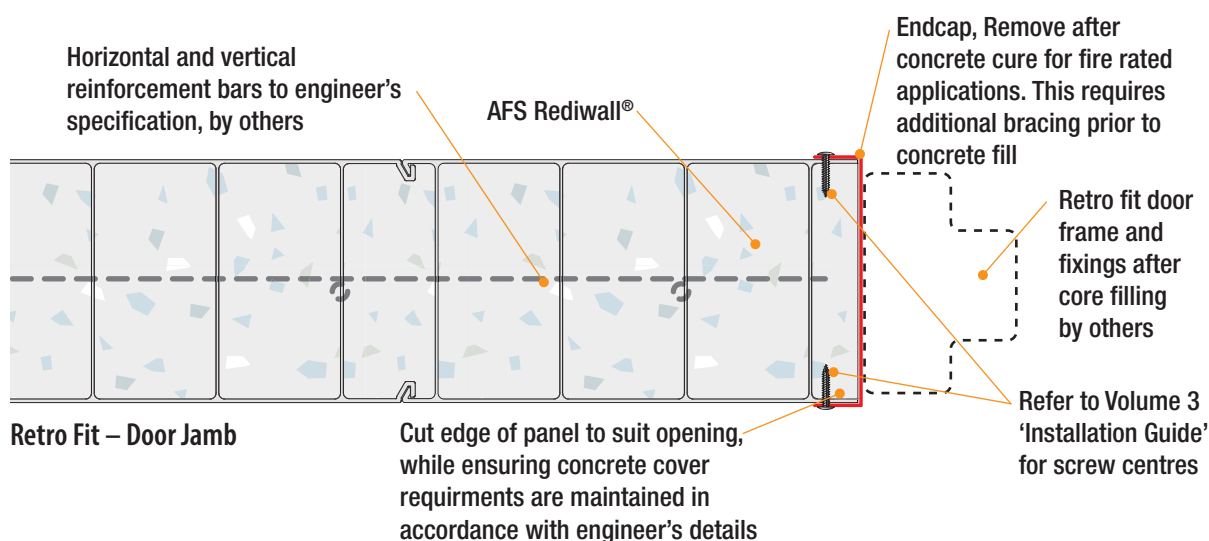 Horizontal and vertical
reinforcement bars to engineer's
specification, by others
AFS Rediwall®
Endcap, Remove after
concrete cure for fire rated
applications. This requires
additional bracing prior to
concrete fill
Retro fit door
frame and
fixings after
core filling
by others
Refer to Volume 3
‘Installation Guide’
for screw centres
Retro Fit – Door Jamb
Cut edge of panel to suit opening,
while ensuring concrete cover
requirments are maintained in
accordance with engineer's details